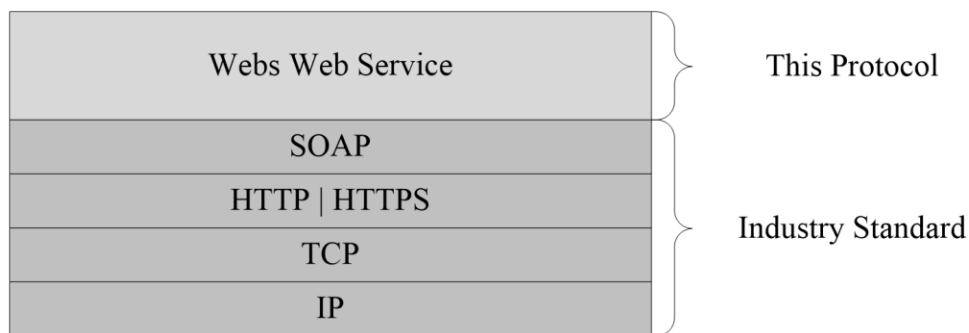 Webs Web Service
This Protocol
SOAP
HTTP | HTTPS
Industry Standard
TCP
IP